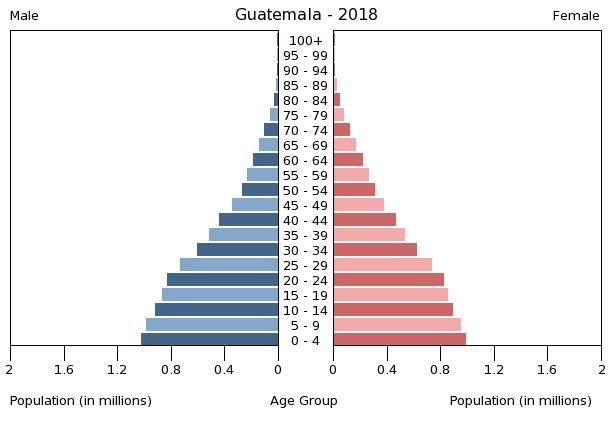 Guatemala - 2018
Male Female
100+
95 - 99
90 - 94
85 - 89
80 - 84
75 - 79
70 - 74
65 - 69
60 - 64
55 - 59
50 - 54
45 - 49
40 - 44
35 - 39
30 - 34
25 - 29
20 - 24
15 - 19
10 - 14
5 - 9
0 - 4
2 1.6 1.2 0.8 0.4 0 0 0.4 0.8 1.2 1.6 2
Population (in millions) Age Group Population (in millions)